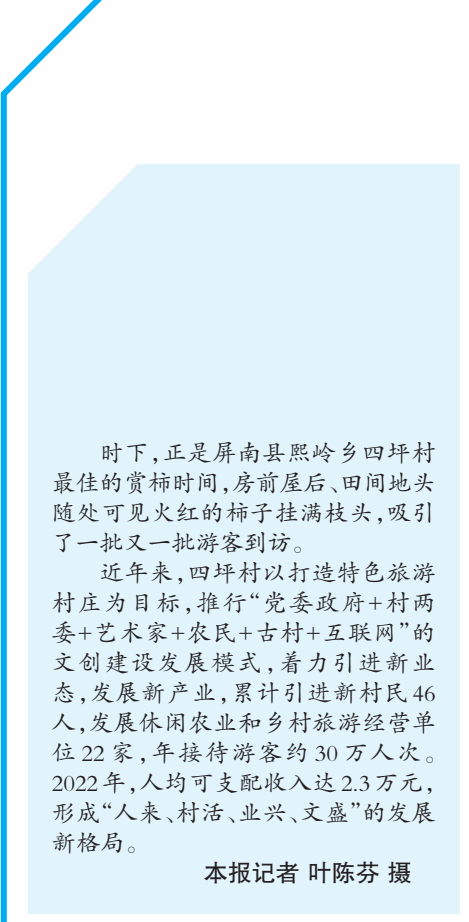 时下，正是屏南县熙岭乡四坪村
最佳的赏柿时间，房前屋后、田间地头
随处可见火红的柿子挂满枝头，吸引
了一批又一批游客到访。
近年来，四坪村以打造特色旅游
村庄为目标，推行“党委政府+村两
委+艺术家+农民+古村+互联网”的
文创建设发展模式，着力引进新业
态，发展新产业，累计引进新村民46
人，发展休闲农业和乡村旅游经营单
位22家，年接待游客约30万人次。
2022年，人均可支配收入达2.3万元，
形成“人来、村活、业兴、文盛”的发展
新格局。
本报记者 叶陈芬 摄